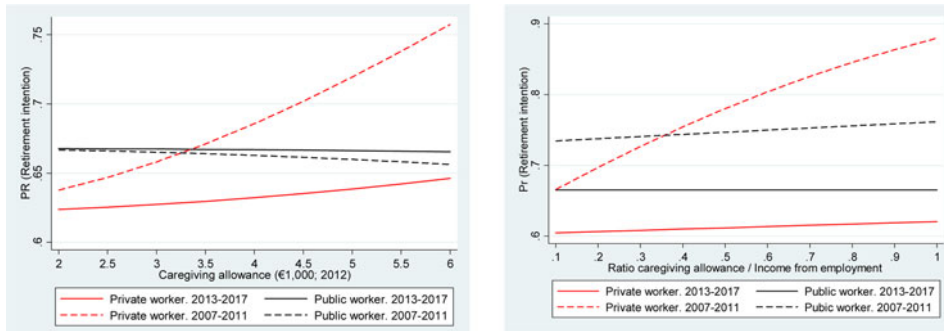 PR (Retirement intention)
.75
.7
.65
.6
2 2.5 3 3.5 4 4.5 5 5.5 6
Caregiving allowance (€1,000; 2012)
Private worker. 2013-2017 Public worker. 2013-2017
Private worker. 2007-2011 Public worker. 2007-2011
Pr (Retirement intention)
.9
.8
.7
.6
.1 .2 .3 .4 .5 .6 .7 .8 .9 1
Ratio caregiving allowance / Income from employment
Private worker. 2013-2017 Public worker. 2013-2017
Private worker. 2007-2011 Pubic worker. 2007-2011